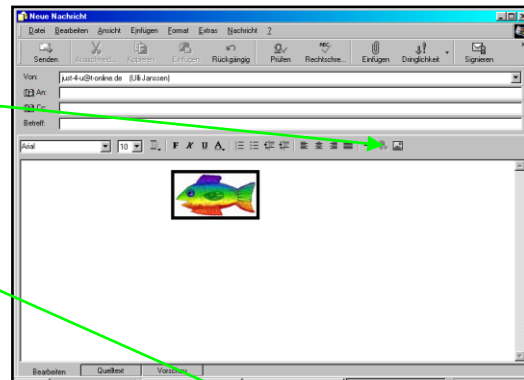 Neue Nachricht
Datei Bearbeiten Ansicht Einfügen Format Extras Nachricht ?
Senden Ausschneid... Kopieren Einfügen Rückgängig Prüfen Rechtschre... Einfügen Dringlichkeit Signieren
Von: just-4-u@t-online.de (Ulli Janssen)
An:
Cc:
Betreff:
Arial 10 F K U A
Bearbeiten Quelltext Vorschau